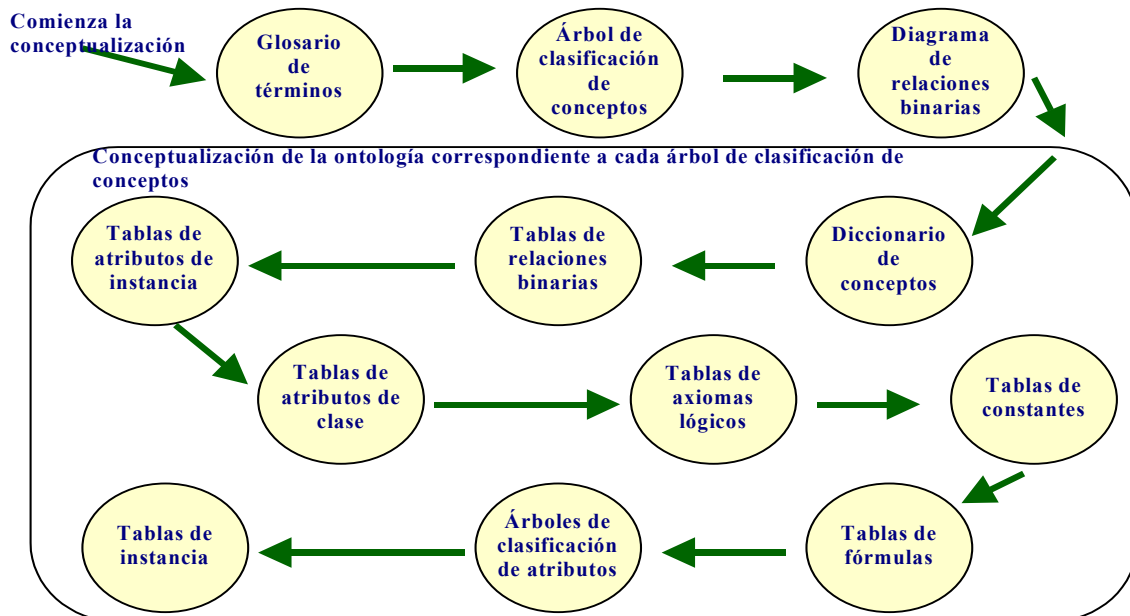 Comienza la
conceptualización
Glosario
de
términos
Árbol de
clasificación
de
conceptos
Diagrama
de
relaciones
binarias
Conceptualización de la ontología correspondiente a cada árbol de clasificación de
conceptos
Diccionario
de
conceptos
Tablas de
relaciones
binarias
Tablas de
atributos de
instancia
Tablas de
atributos de
clase
Tablas de
axiomas
lógicos
Tablas de
constantes
Tablas de
fórmulas
Árboles de
clasificación
de atributos
Tablas de
instancia